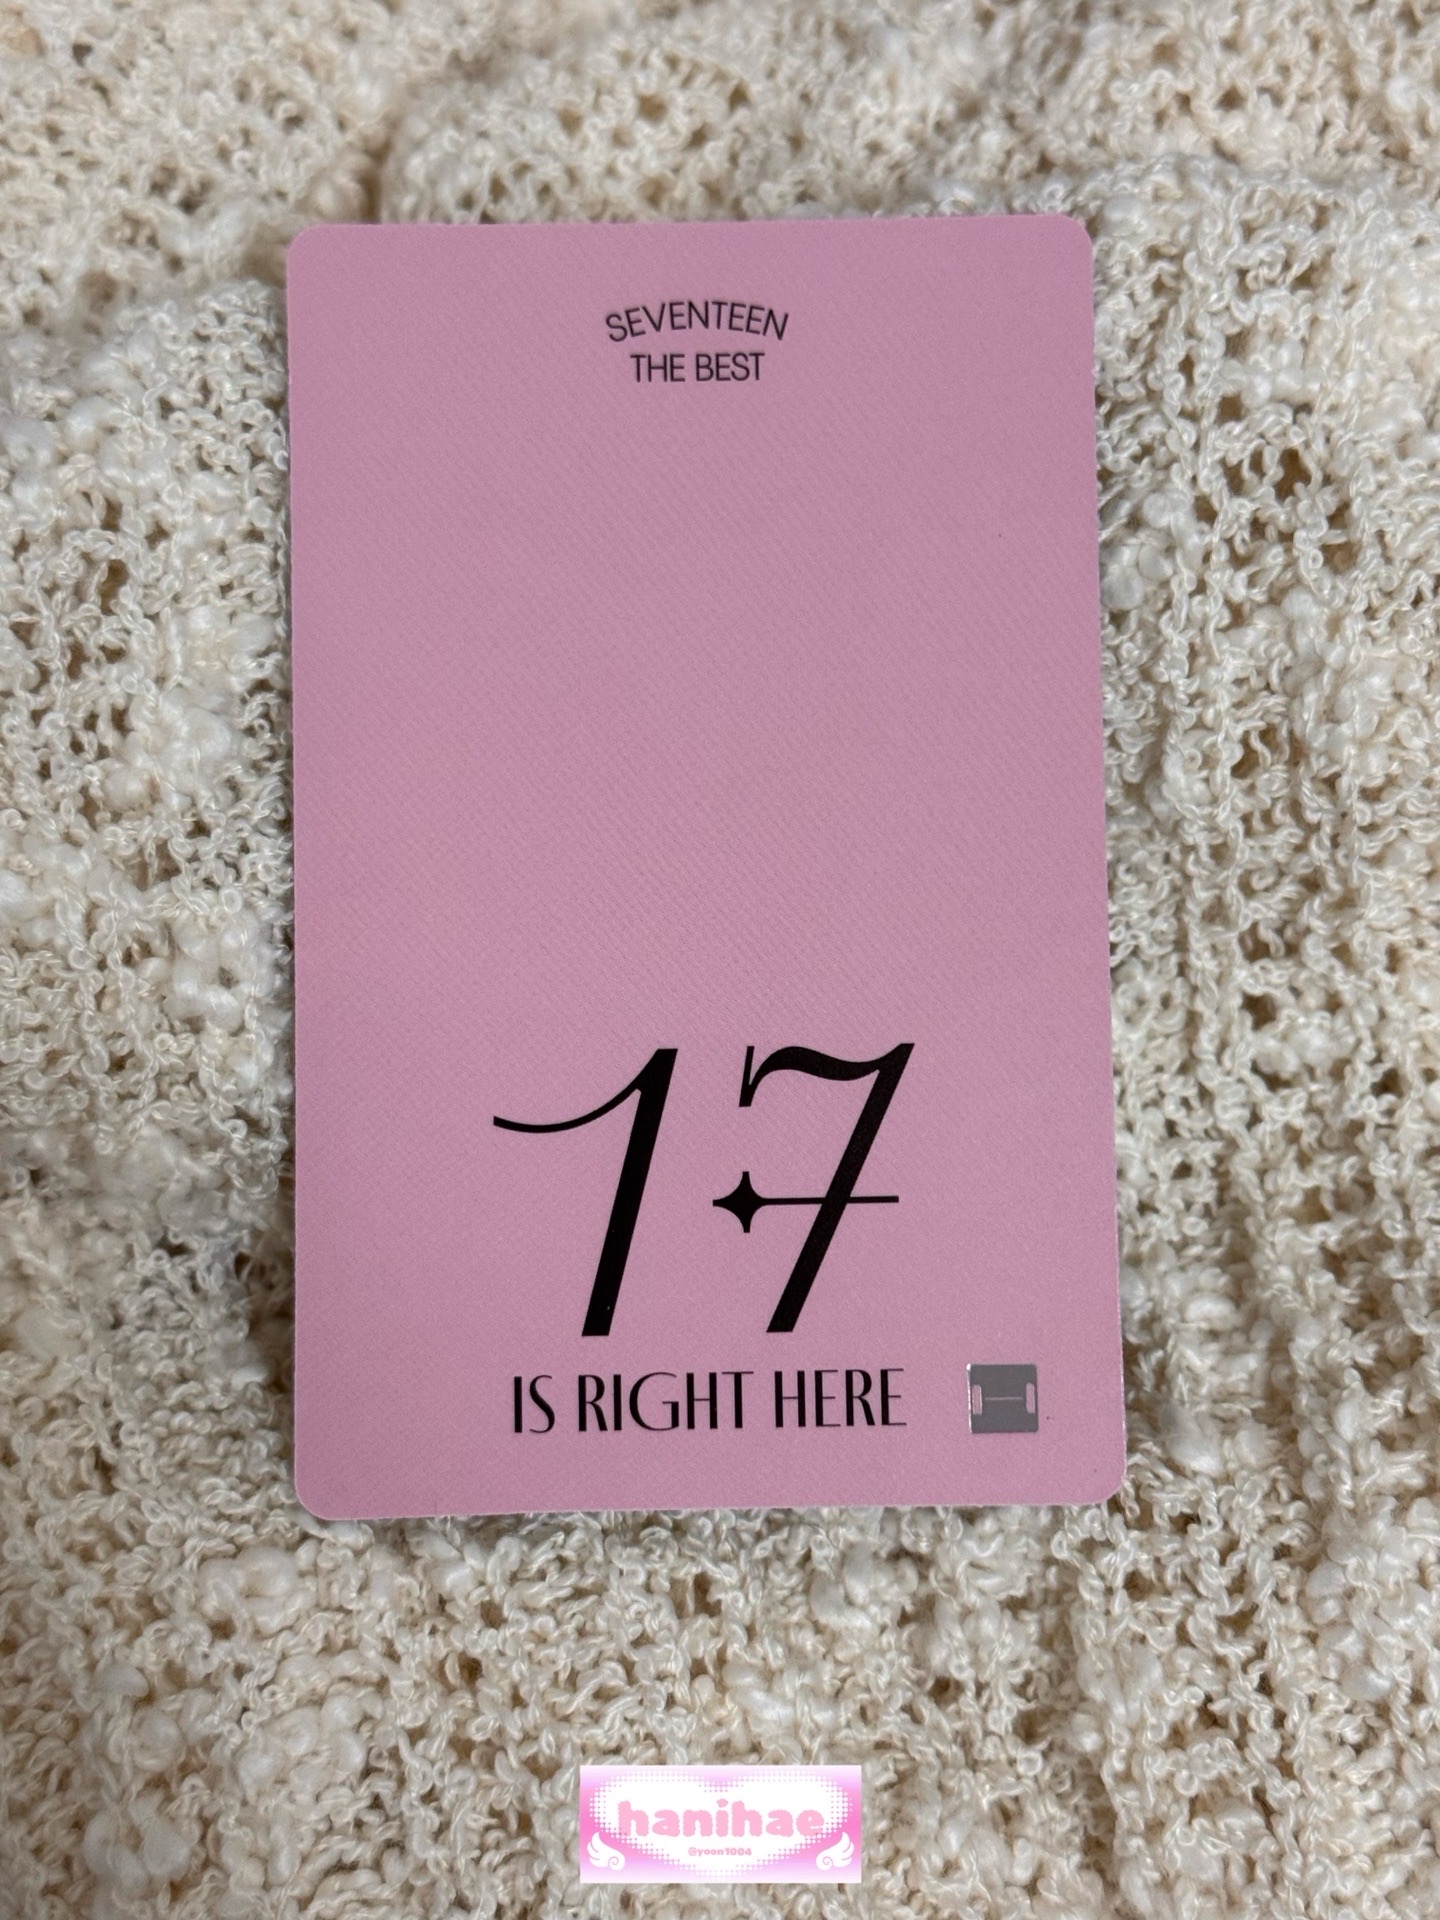 SEVENTEEN
THE BEST
17
IS RIGHT HERE
hanihae
@yoon1004